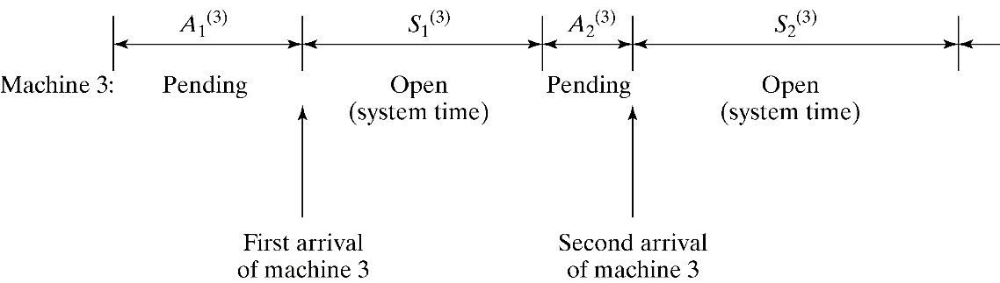 A₁⁽³⁾ S₁⁽³⁾ A₂⁽³⁾ S₂⁽³⁾
Machine 3: Pending Open Pending Open
(system time) (system time)
First arrival Second arrival
of machine 3 of machine 3